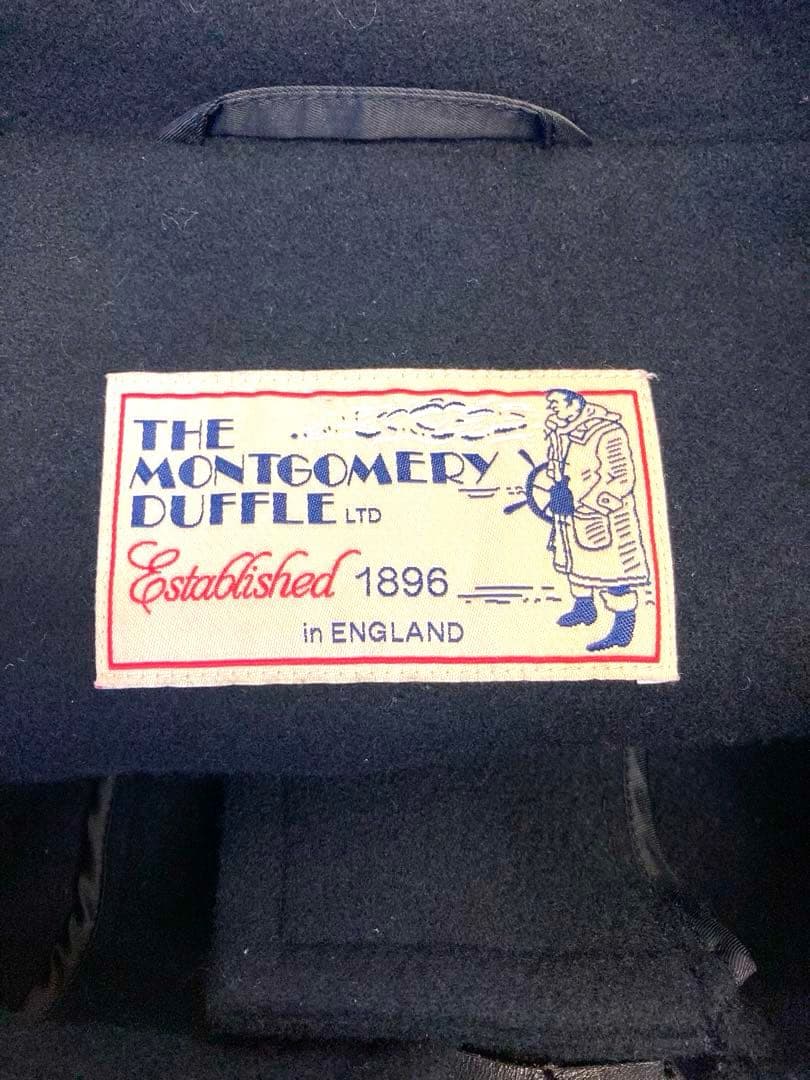 THE
MONTGOMERY
DUFFLE LTD
Established 1896
in ENGLAND